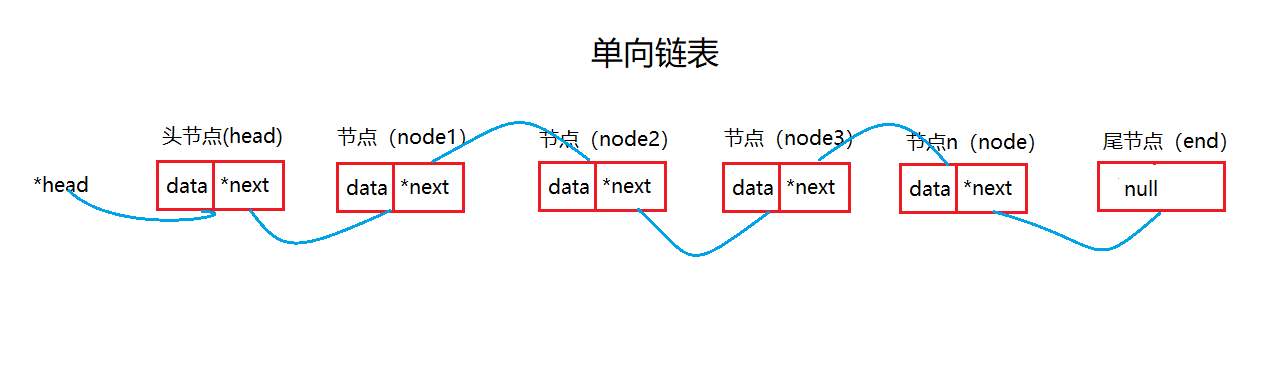 单向链表
头节点(head) 节点（node1） 节点（node2） 节点（node3） 节点n（node） 尾节点（end）
*head data *next data *next data *next data *next data *next null